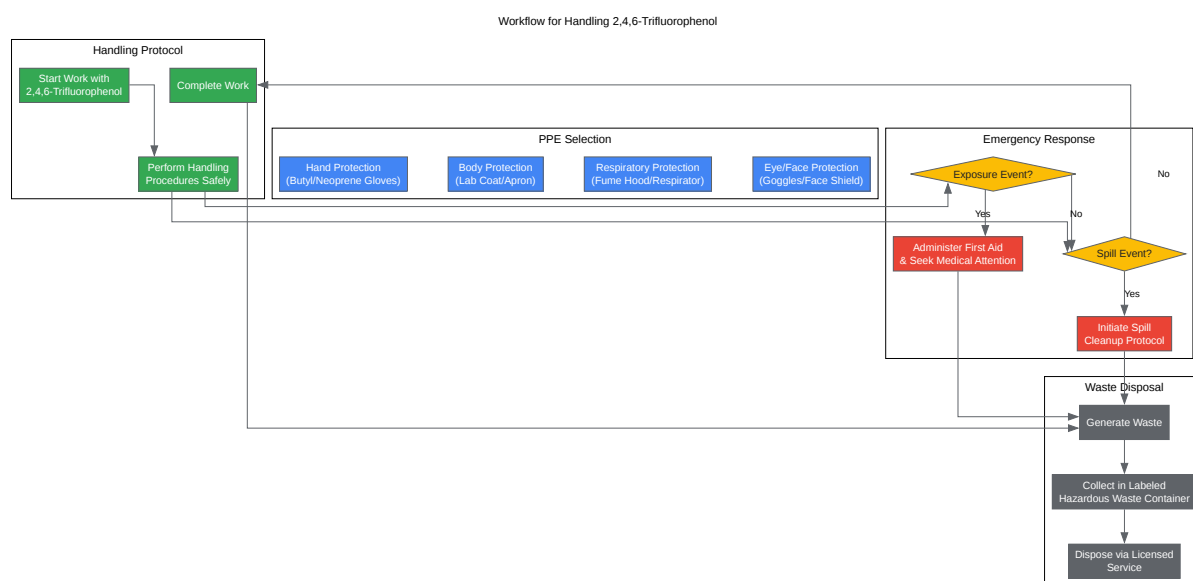 Workflow for Handling 2,4,6-Trifluorophenol
Handling Protocol
Start Work with
2,4,6-Trifluorophenol
Complete Work
Perform Handling
Procedures Safely
PPE Selection
Hand Protection
(Butyl/Neoprene Gloves)
Body Protection
(Lab Coat/Apron)
Respiratory Protection
(Fume Hood/Respirator)
Eye/Face Protection
(Goggles/Face Shield)
Emergency Response
Exposure Event?
No
Yes
No
Administer First Aid
& Seek Medical Attention
Spill Event?
Yes
Initiate Spill
Cleanup Protocol
Waste Disposal
Generate Waste
Collect in Labeled
Hazardous Waste Container
Dispose via Licensed
Service